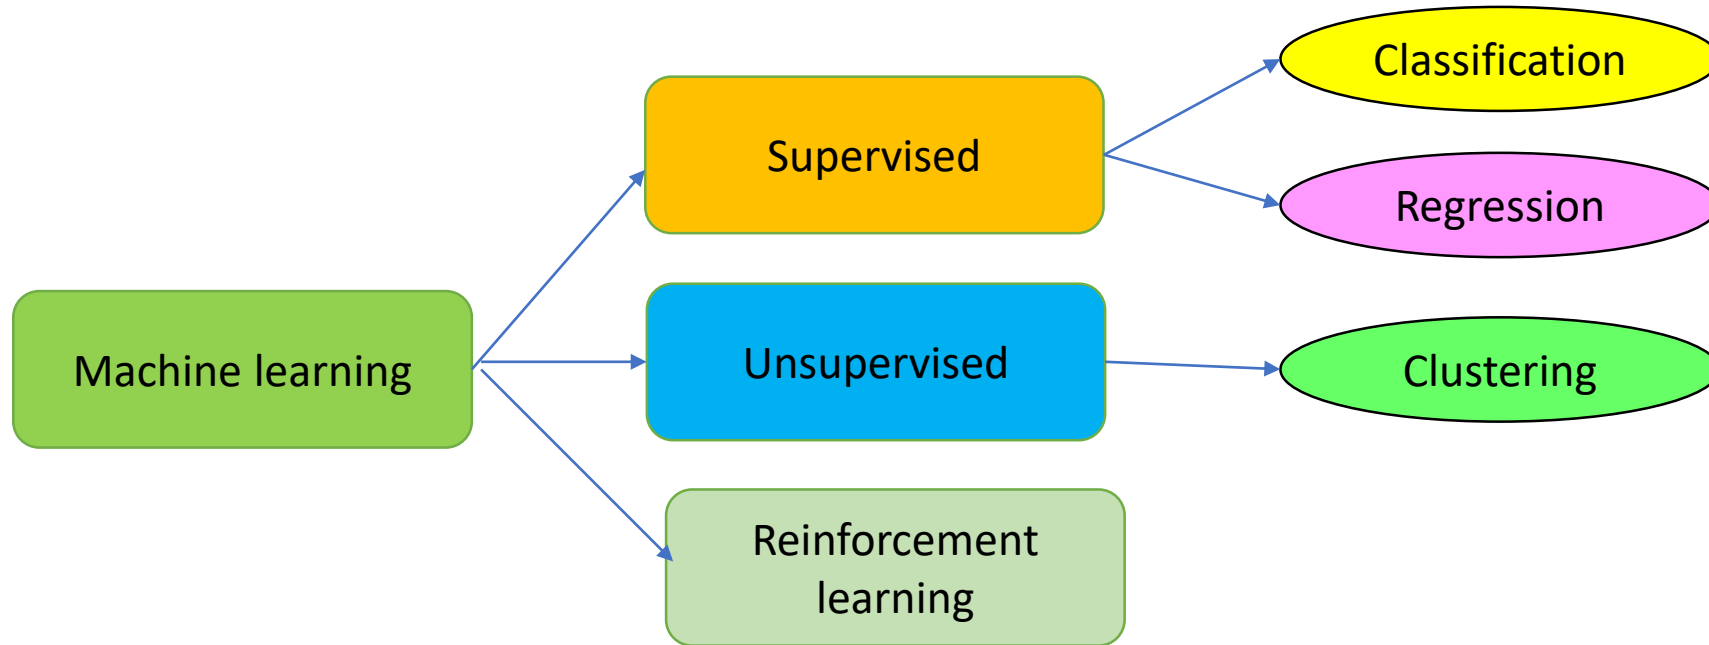 Machine learning
Supervised
Unsupervised
Reinforcement
learning
Classification
Regression
Clustering